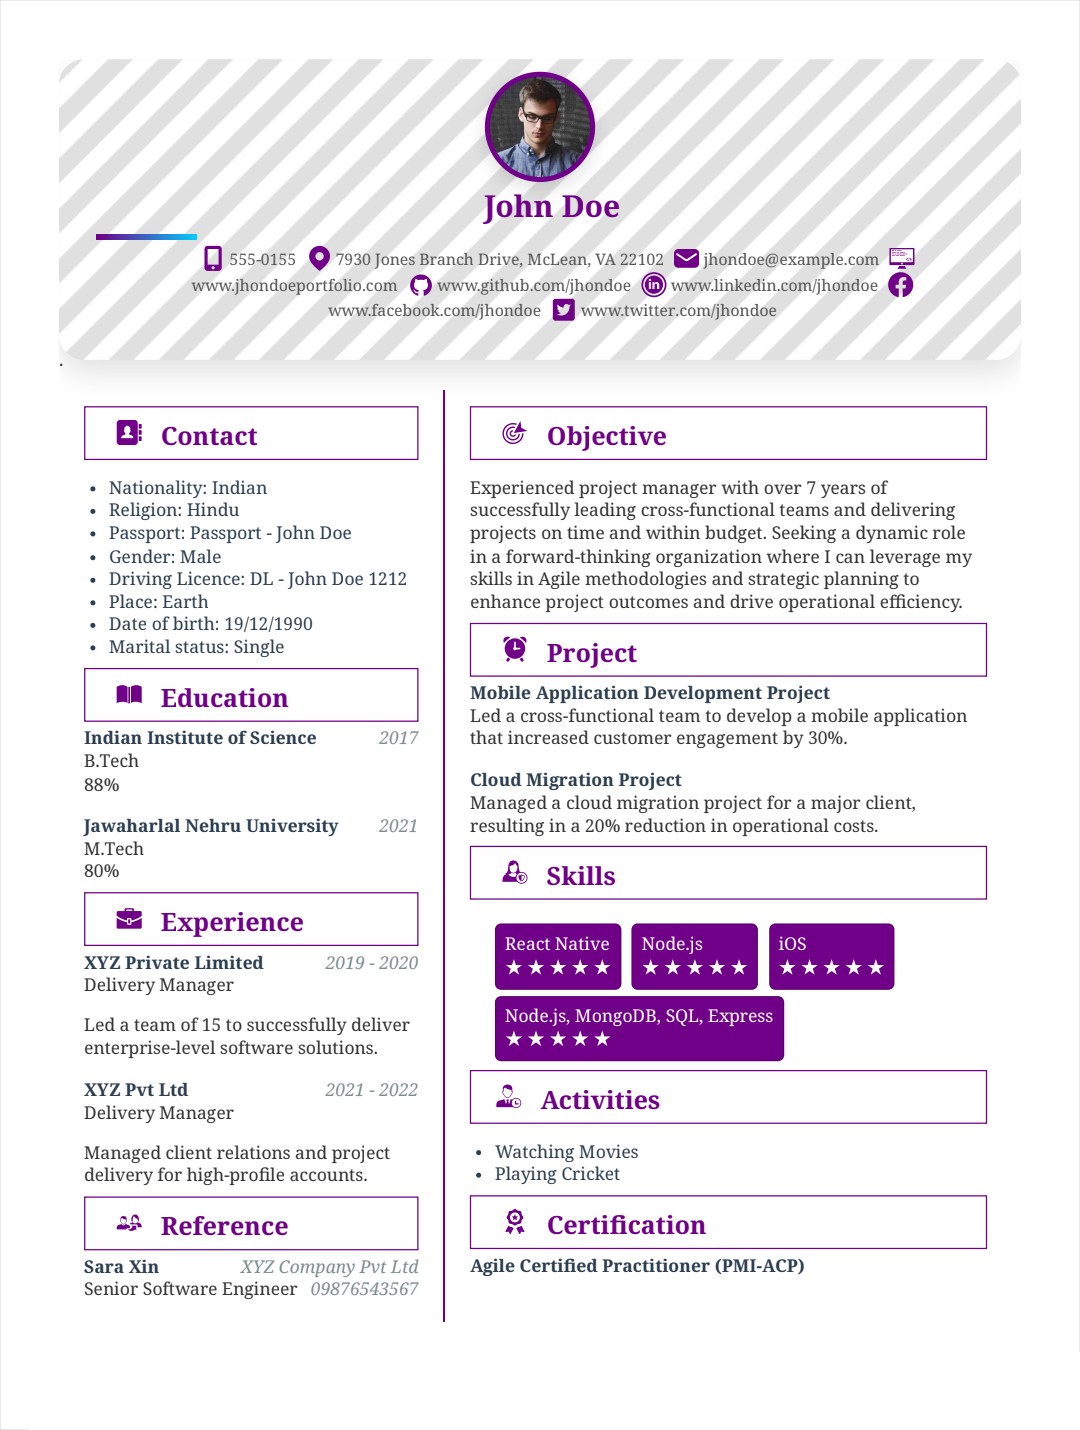 John Doe
555-0155 7930 Jones Branch Drive, McLean, VA 22102 jhondoe@example.com
www.jhondoeportfolio.com www.github.com/jhondoe www.linkedin.com/jhondoe
www.facebook.com/jhondoe www.twitter.com/jhondoe
.
Contact
• Nationality: Indian
• Religion: Hindu
• Passport: Passport - John Doe
• Gender: Male
• Driving Licence: DL - John Doe 1212
• Place: Earth
• Date of birth: 19/12/1990
• Marital status: Single
Education
Indian Institute of Science 2017
B.Tech
88%
Jawaharlal Nehru University 2021
M.Tech
80%
Experience
XYZ Private Limited 2019 - 2020
Delivery Manager
Led a team of 15 to successfully deliver
enterprise-level software solutions.
XYZ Pvt Ltd 2021 - 2022
Delivery Manager
Managed client relations and project
delivery for high-profile accounts.
Reference
Sara Xin XYZ Company Pvt Ltd
Senior Software Engineer 09876543567
Objective
Experienced project manager with over 7 years of
successfully leading cross-functional teams and delivering
projects on time and within budget. Seeking a dynamic role
in a forward-thinking organization where I can leverage my
skills in Agile methodologies and strategic planning to
enhance project outcomes and drive operational efficiency.
Project
Mobile Application Development Project
Led a cross-functional team to develop a mobile application
that increased customer engagement by 30%.
Cloud Migration Project
Managed a cloud migration project for a major client,
resulting in a 20% reduction in operational costs.
Skills
React Native Node.js iOS
★★★★★ ★★★★★ ★★★★★
Node.js, MongoDB, SQL, Express
★★★★★
Activities
• Watching Movies
• Playing Cricket
Certification
Agile Certified Practitioner (PMI-ACP)